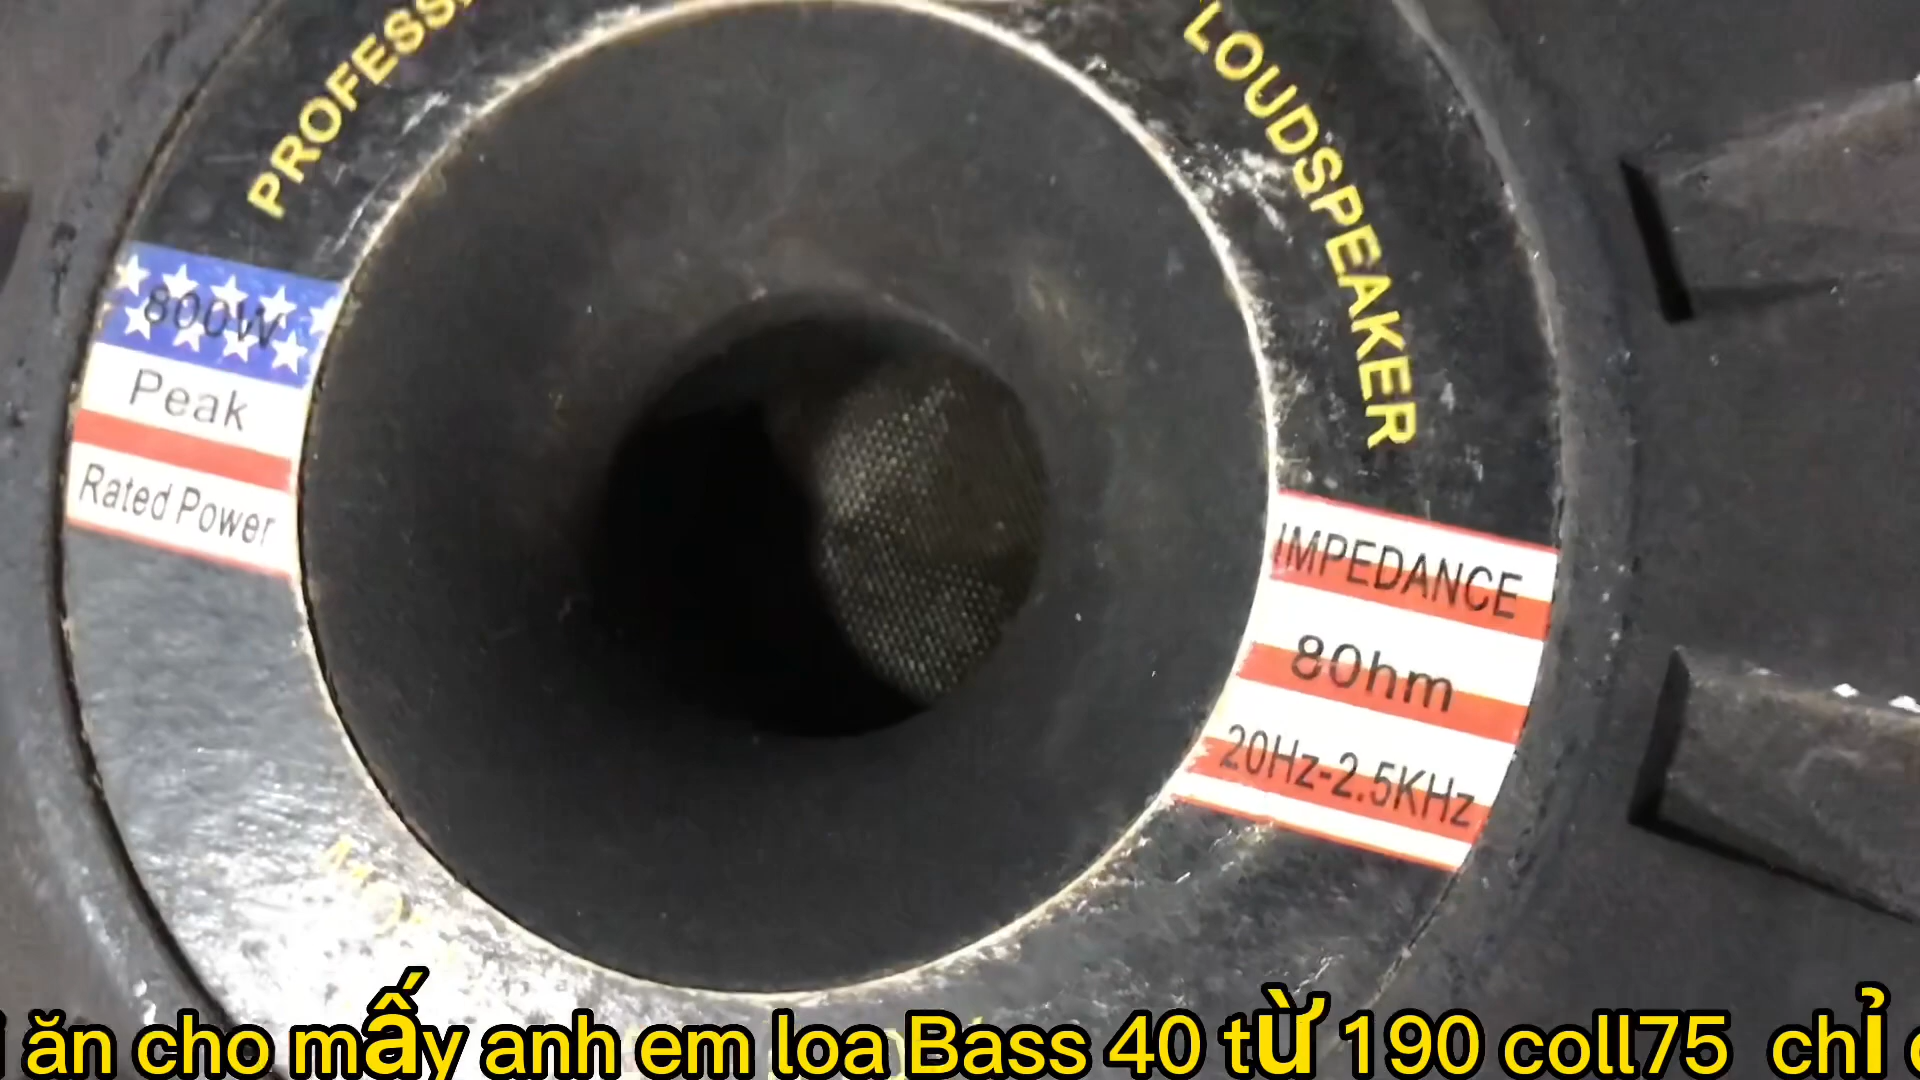 PROFESS
LOUDSPEAKER
800W
Peak
Rated Power
IMPEDANCE
8Ohm
20Hz-2.5KHz
ăn cho mấy anh em loa Bass 40 từ 190 coll75 chỉ